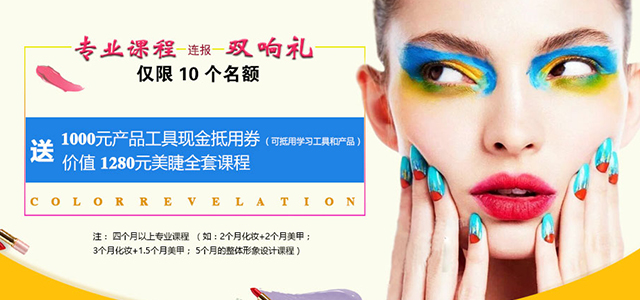 专业课程 连报 双响礼
仅限 10 个名额
送 1000元产品工具现金抵用券（可抵用学习工具和产品）
价值 1280元美睫全套课程
COLORREVELATION
注： 四个月以上专业课程 （ 如：2个月化妆+2个月美甲；
3个月化妆+1.5个月美甲； 5个月的整体形象设计课程）